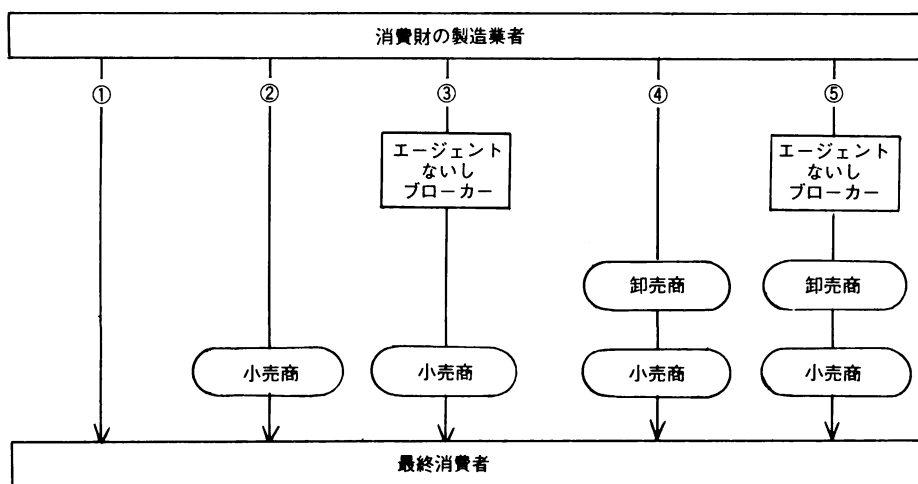 消費財の製造業者
① ② ③ ④ ⑤
エージェント
ないし
ブローカー
エージェント
ないし
ブローカー
卸売商 卸売商
小売商 小売商 小売商 小売商
最終消費者